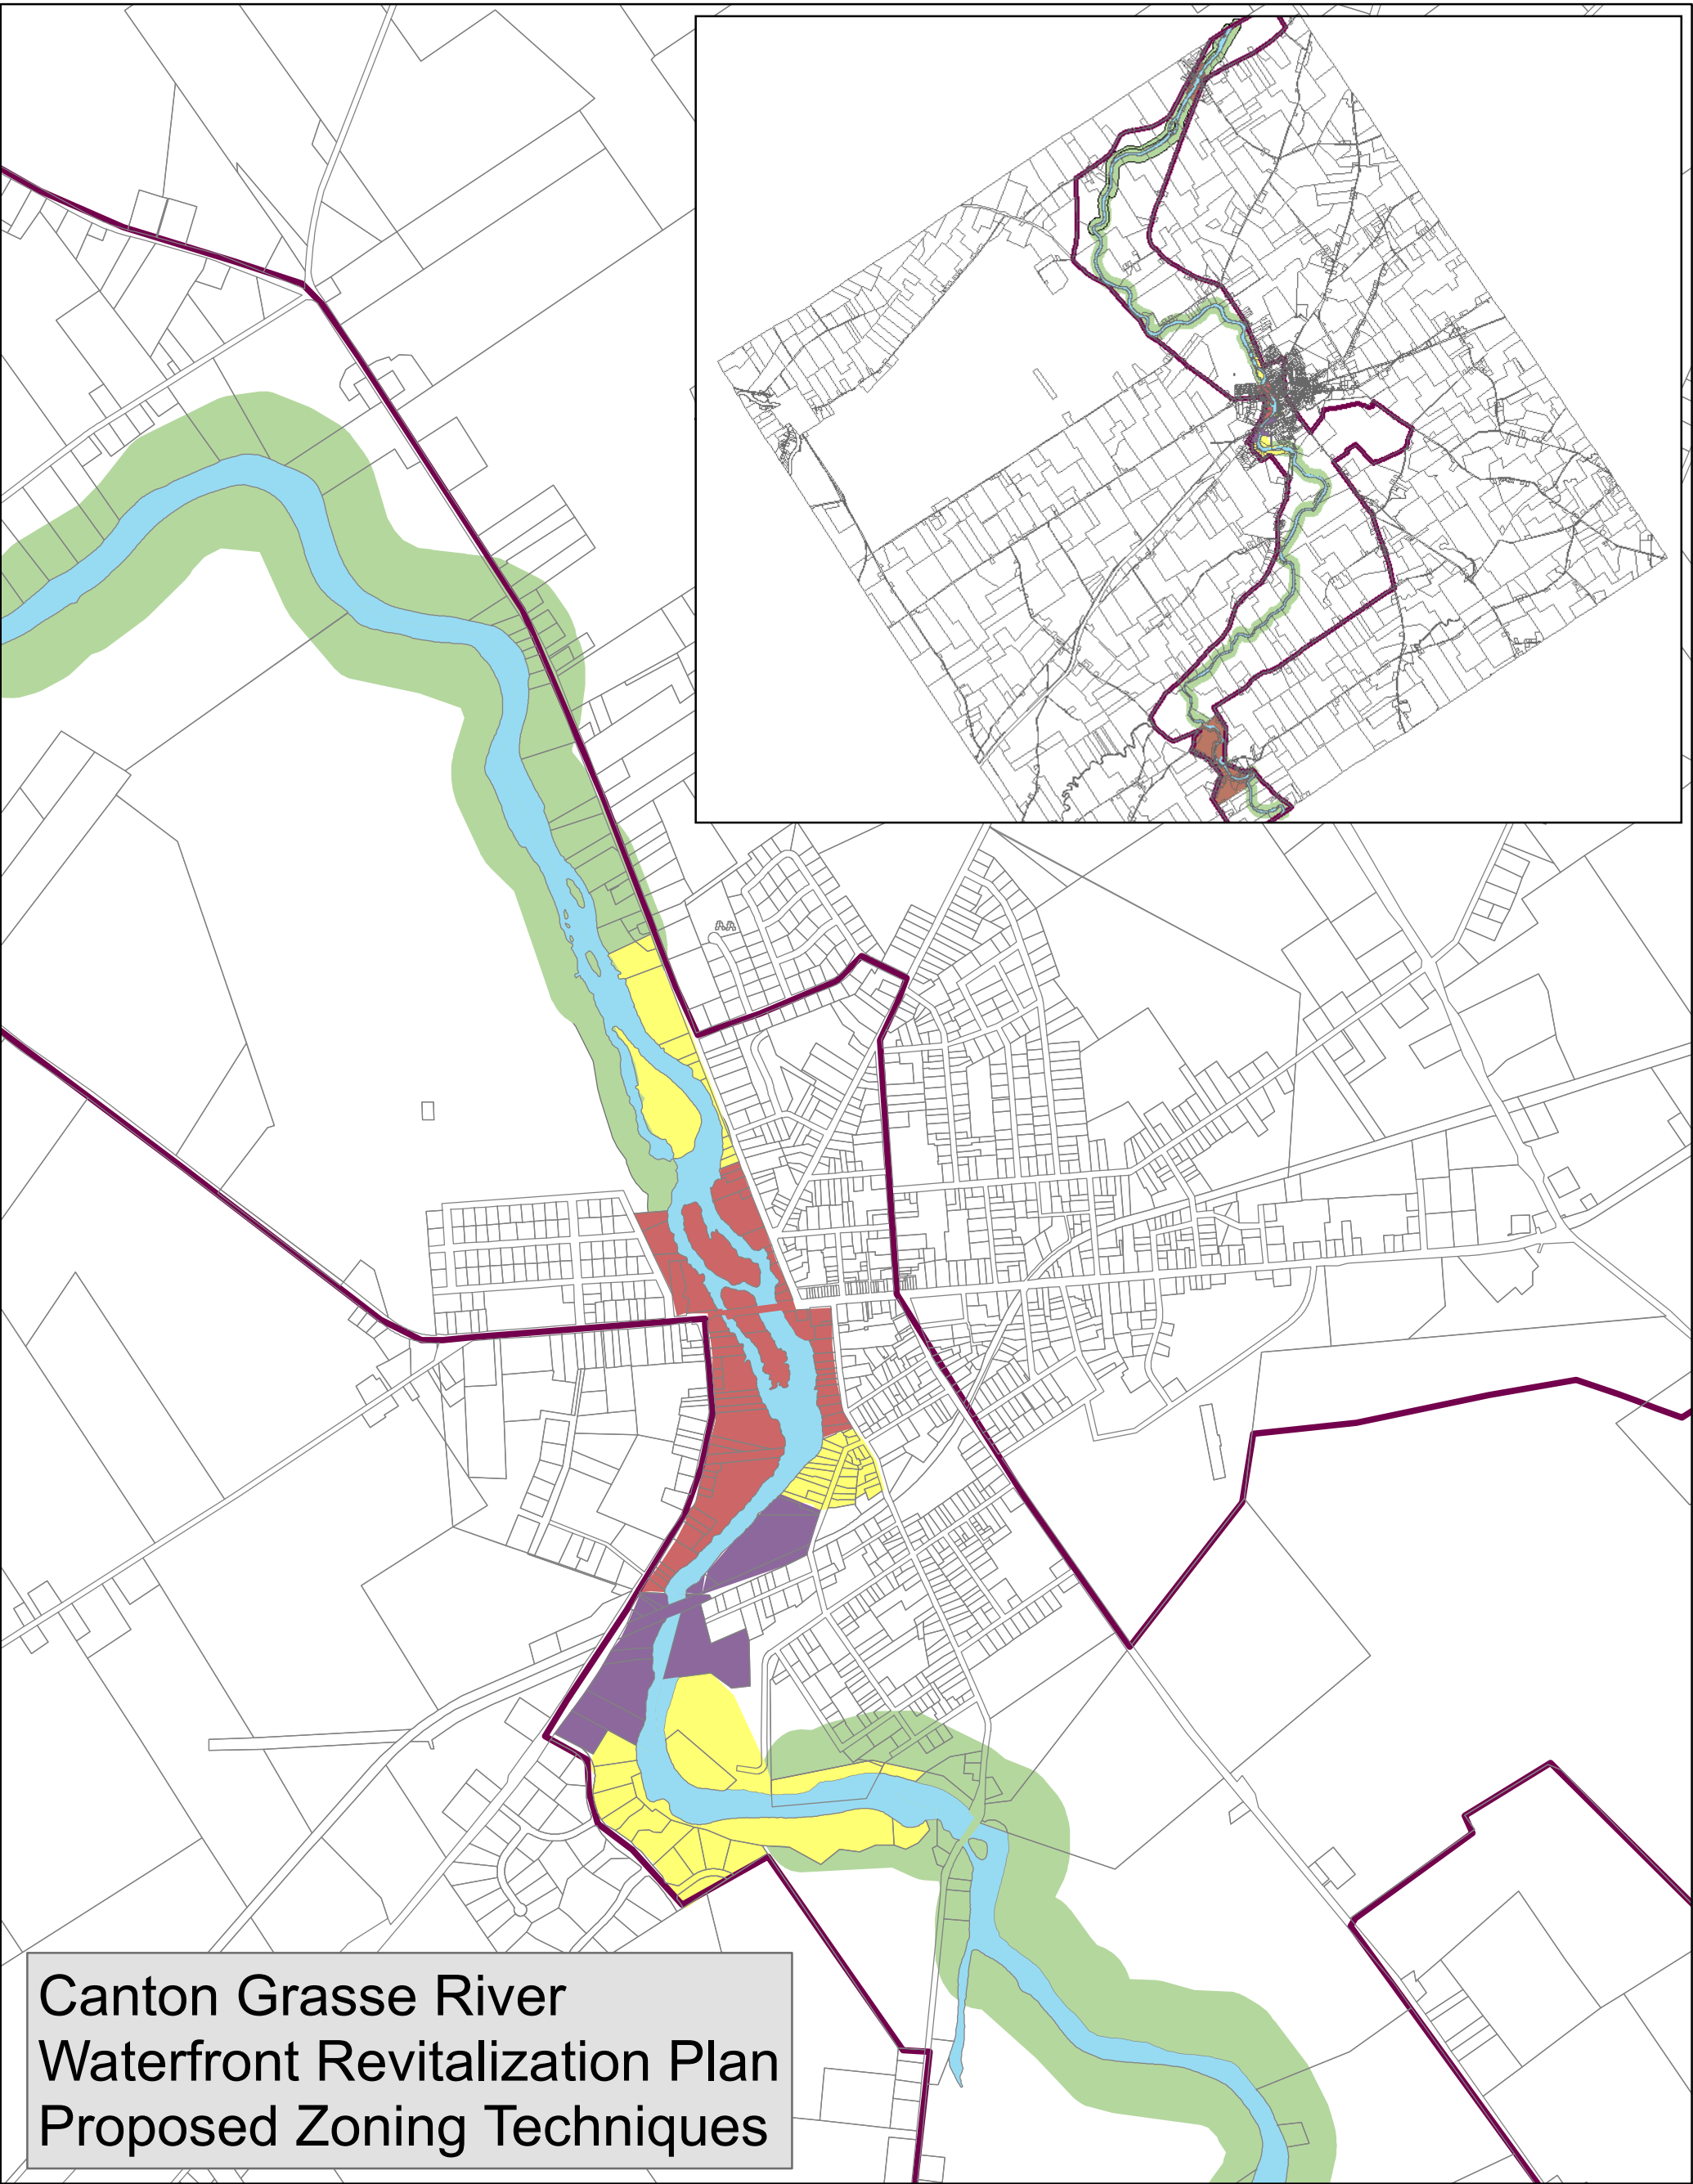 Canton Grasse River
Waterfront Revitalization Plan
Proposed Zoning Techniques